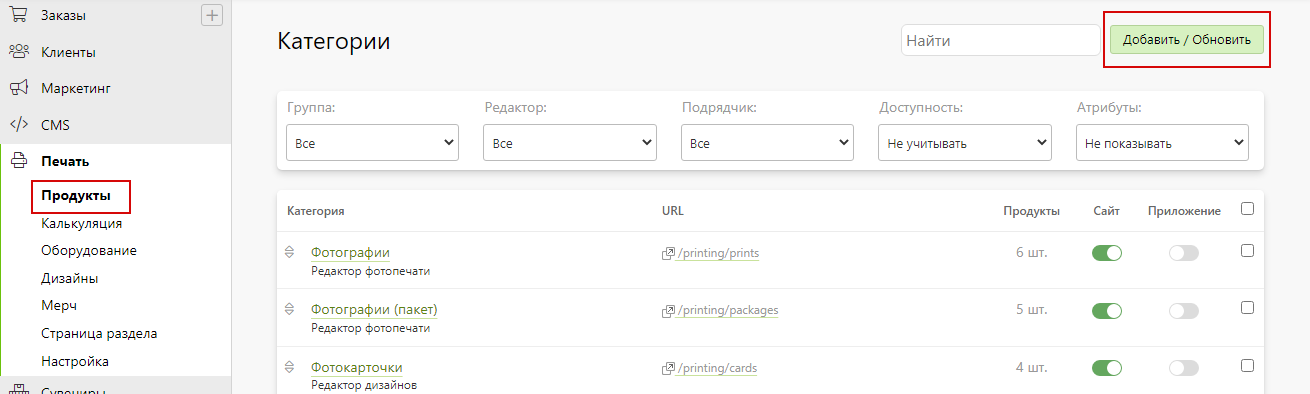 Заказы
Клиенты
Маркетинг
CMS
Печать
Продукты
Калькуляция
Оборудование
Дизайны
Мерч
Страница раздела
Настройка
Сувениры
Категории
Найти
Добавить / Обновить
Группа: Редактор: Подрядчик: Доступность: Атрибуты:
Все Все Все Не учитывать Не показывать
Категория URL Продукты Сайт Приложение
Фотографии /printing/prints 6 шт.
Редактор фотопечати
Фотографии (пакет) /printing/packages 5 шт.
Редактор фотопечати
Фотокарточки /printing/cards 4 шт.
Редактор дизайнов